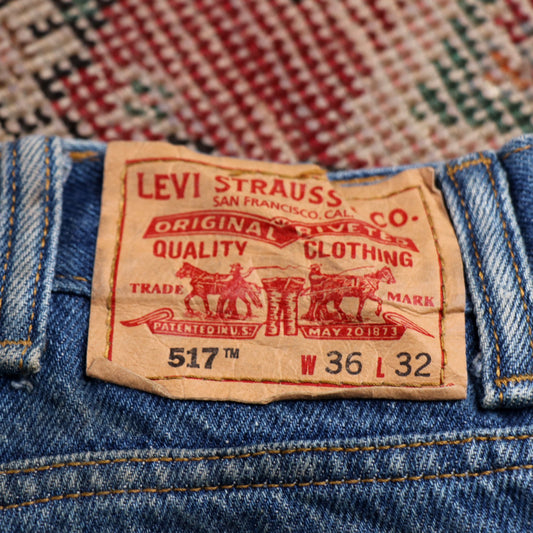 LEVI STRAUSS & CO.
SAN FRANCISCO, CAL.
ORIGINAL RIVETED
QUALITY CLOTHING
TRADE MARK
PATENTED IN U.S. MAY 20 1873
517™ W 36 L 32